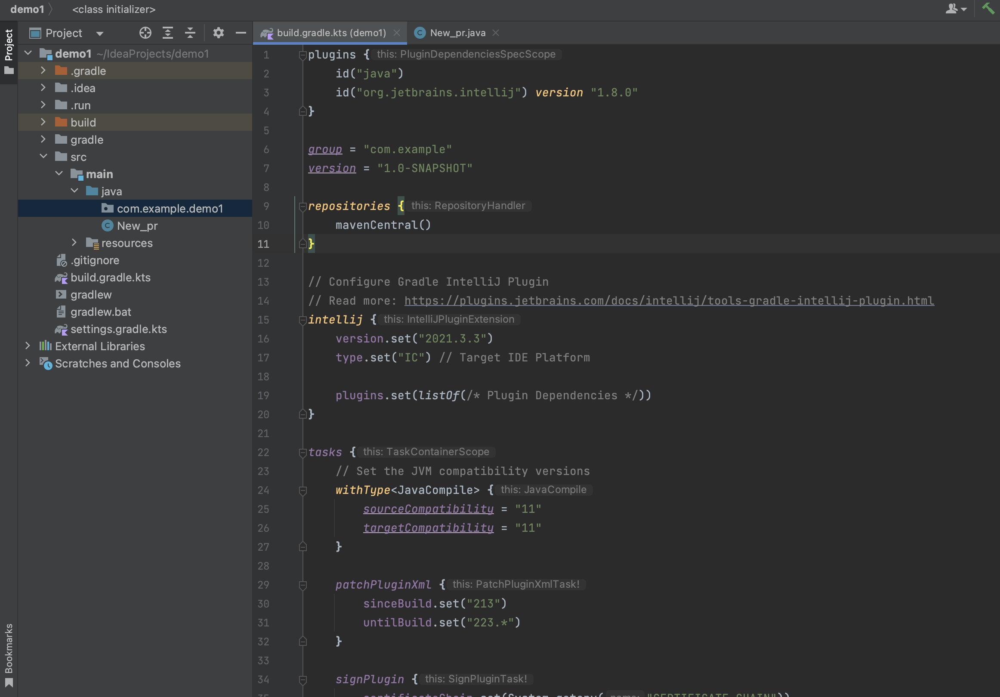 demo1
<class initializer>
Project
Project
build.gradle.kts (demo1)
New_pr.java
demo1 ~/IdeaProjects/demo1
.gradle
.idea
.run
build
gradle
src
main
java
com.example.demo1
New_pr
resources
.gitignore
build.gradle.kts
gradlew
gradlew.bat
settings.gradle.kts
External Libraries
Scratches and Consoles
Bookmarks
1 plugins { this: PluginDependenciesSpecScope
2 id("java")
3 id("org.jetbrains.intellij") version "1.8.0"
4 }
5
6 group = "com.example"
7 version = "1.0-SNAPSHOT"
8
9 repositories { this: RepositoryHandler
10 mavenCentral()
11 }
12
13 // Configure Gradle IntelliJ Plugin
14 // Read more: https://plugins.jetbrains.com/docs/intellij/tools-gradle-intellij-plugin.html
15 intellij { this: IntelliJPluginExtension
16 version.set("2021.3.3")
17 type.set("IC") // Target IDE Platform
18
19 plugins.set(listOf(/* Plugin Dependencies */))
20 }
21
22 tasks { this: TaskContainerScope
23 // Set the JVM compatibility versions
24 withType<JavaCompile> { this: JavaCompile
25 sourceCompatibility = "11"
26 targetCompatibility = "11"
27 }
28
29 patchPluginXml { this: PatchPluginXmlTask!
30 sinceBuild.set("213")
31 untilBuild.set("223.*")
32 }
33
34 signPlugin { this: SignPluginTask!
35 certificateChain.set(System.getenv( name: "CERTIFICATE_CHAIN"))